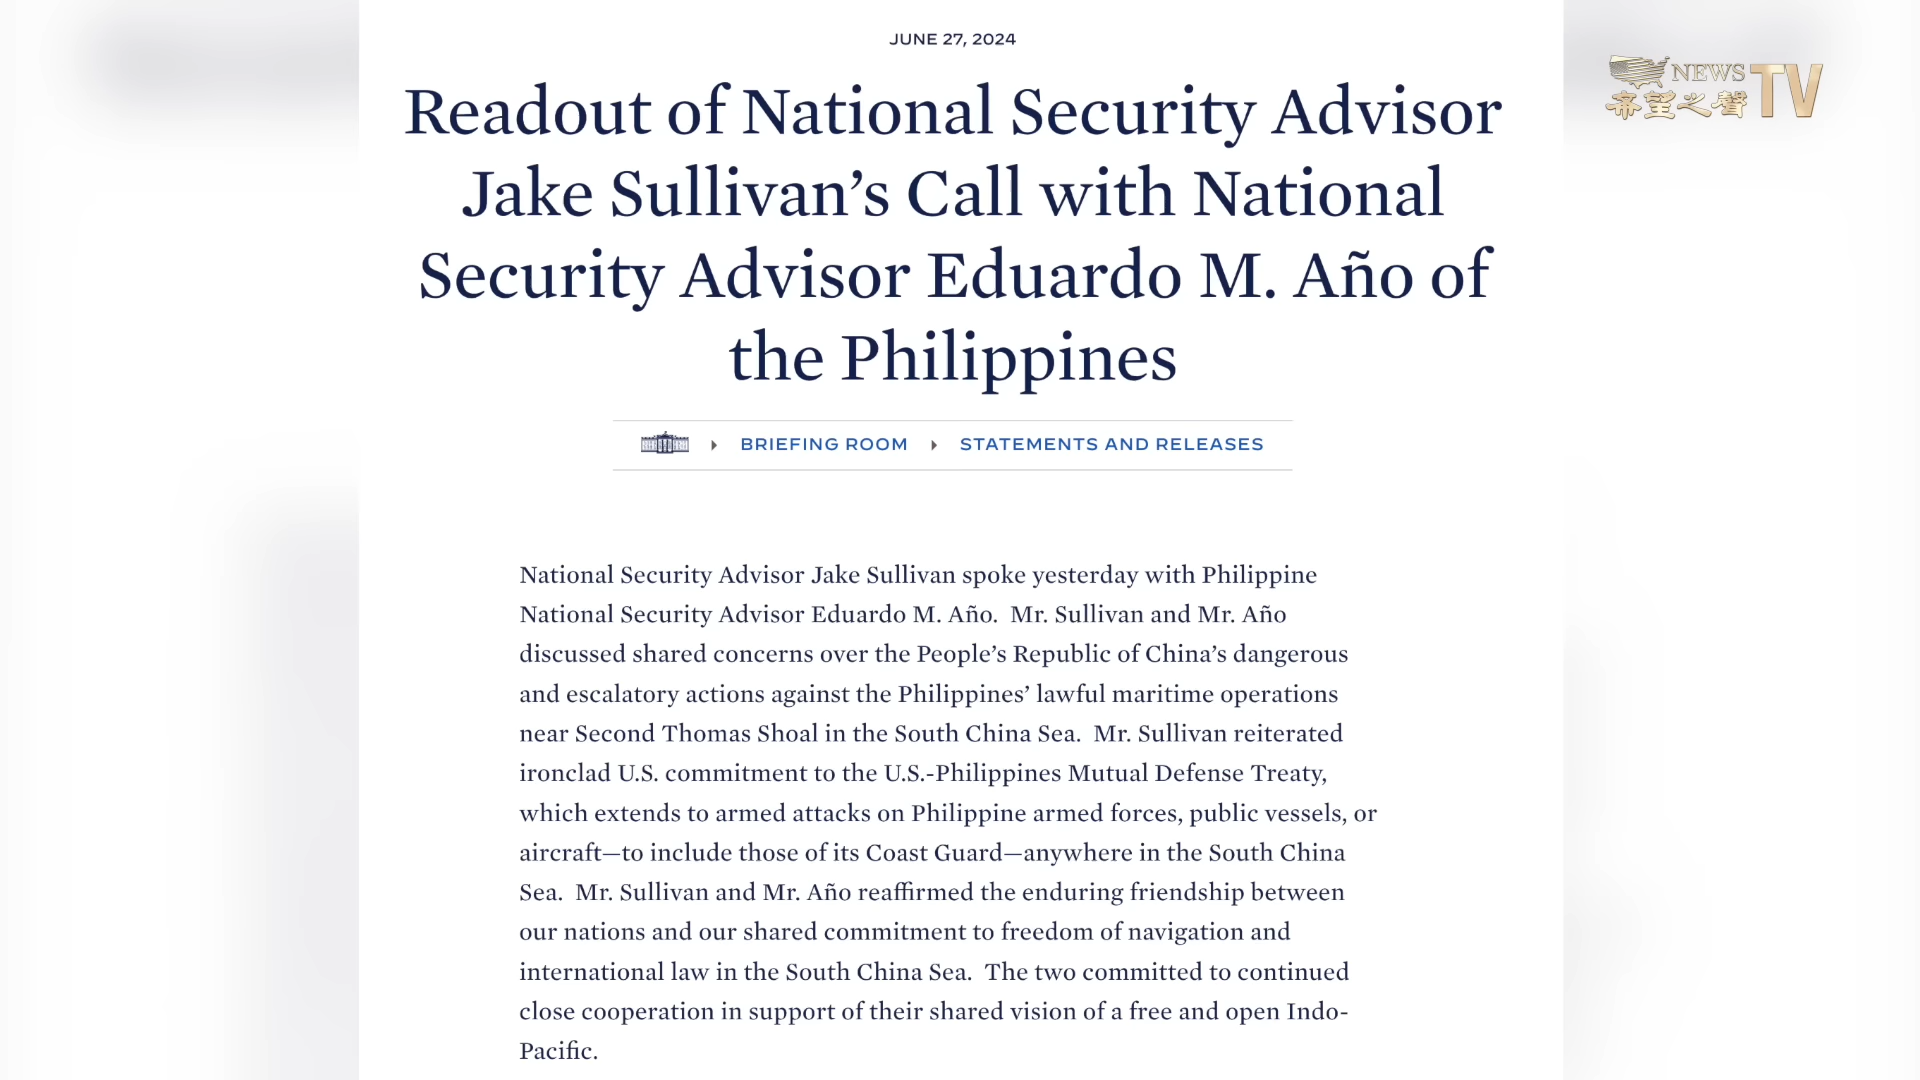 JUNE 27, 2024
Readout of National Security Advisor
Jake Sullivan’s Call with National
Security Advisor Eduardo M. Año of
the Philippines
BRIEFING ROOM
STATEMENTS AND RELEASES
National Security Advisor Jake Sullivan spoke yesterday with Philippine
National Security Advisor Eduardo M. Año.  Mr. Sullivan and Mr. Año
discussed shared concerns over the People’s Republic of China’s dangerous
and escalatory actions against the Philippines’ lawful maritime operations
near Second Thomas Shoal in the South China Sea.  Mr. Sullivan reiterated
ironclad U.S. commitment to the U.S.-Philippines Mutual Defense Treaty,
which extends to armed attacks on Philippine armed forces, public vessels, or
aircraft—to include those of its Coast Guard—anywhere in the South China
Sea.  Mr. Sullivan and Mr. Año reaffirmed the enduring friendship between
our nations and our shared commitment to freedom of navigation and
international law in the South China Sea.  The two committed to continued
close cooperation in support of their shared vision of a free and open Indo-
Pacific.
NEWS
希望之聲 TV